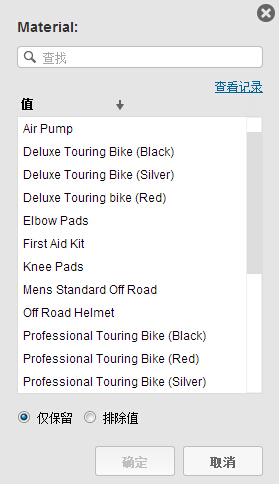 Material:
查找
查看记录
值
Air Pump
Deluxe Touring Bike (Black)
Deluxe Touring Bike (Silver)
Deluxe Touring bike (Red)
Elbow Pads
First Aid Kit
Knee Pads
Mens Standard Off Road
Off Road Helmet
Professional Touring Bike (Black)
Professional Touring Bike (Red)
Professional Touring Bike (Silver)
仅保留 排除值
确定 取消